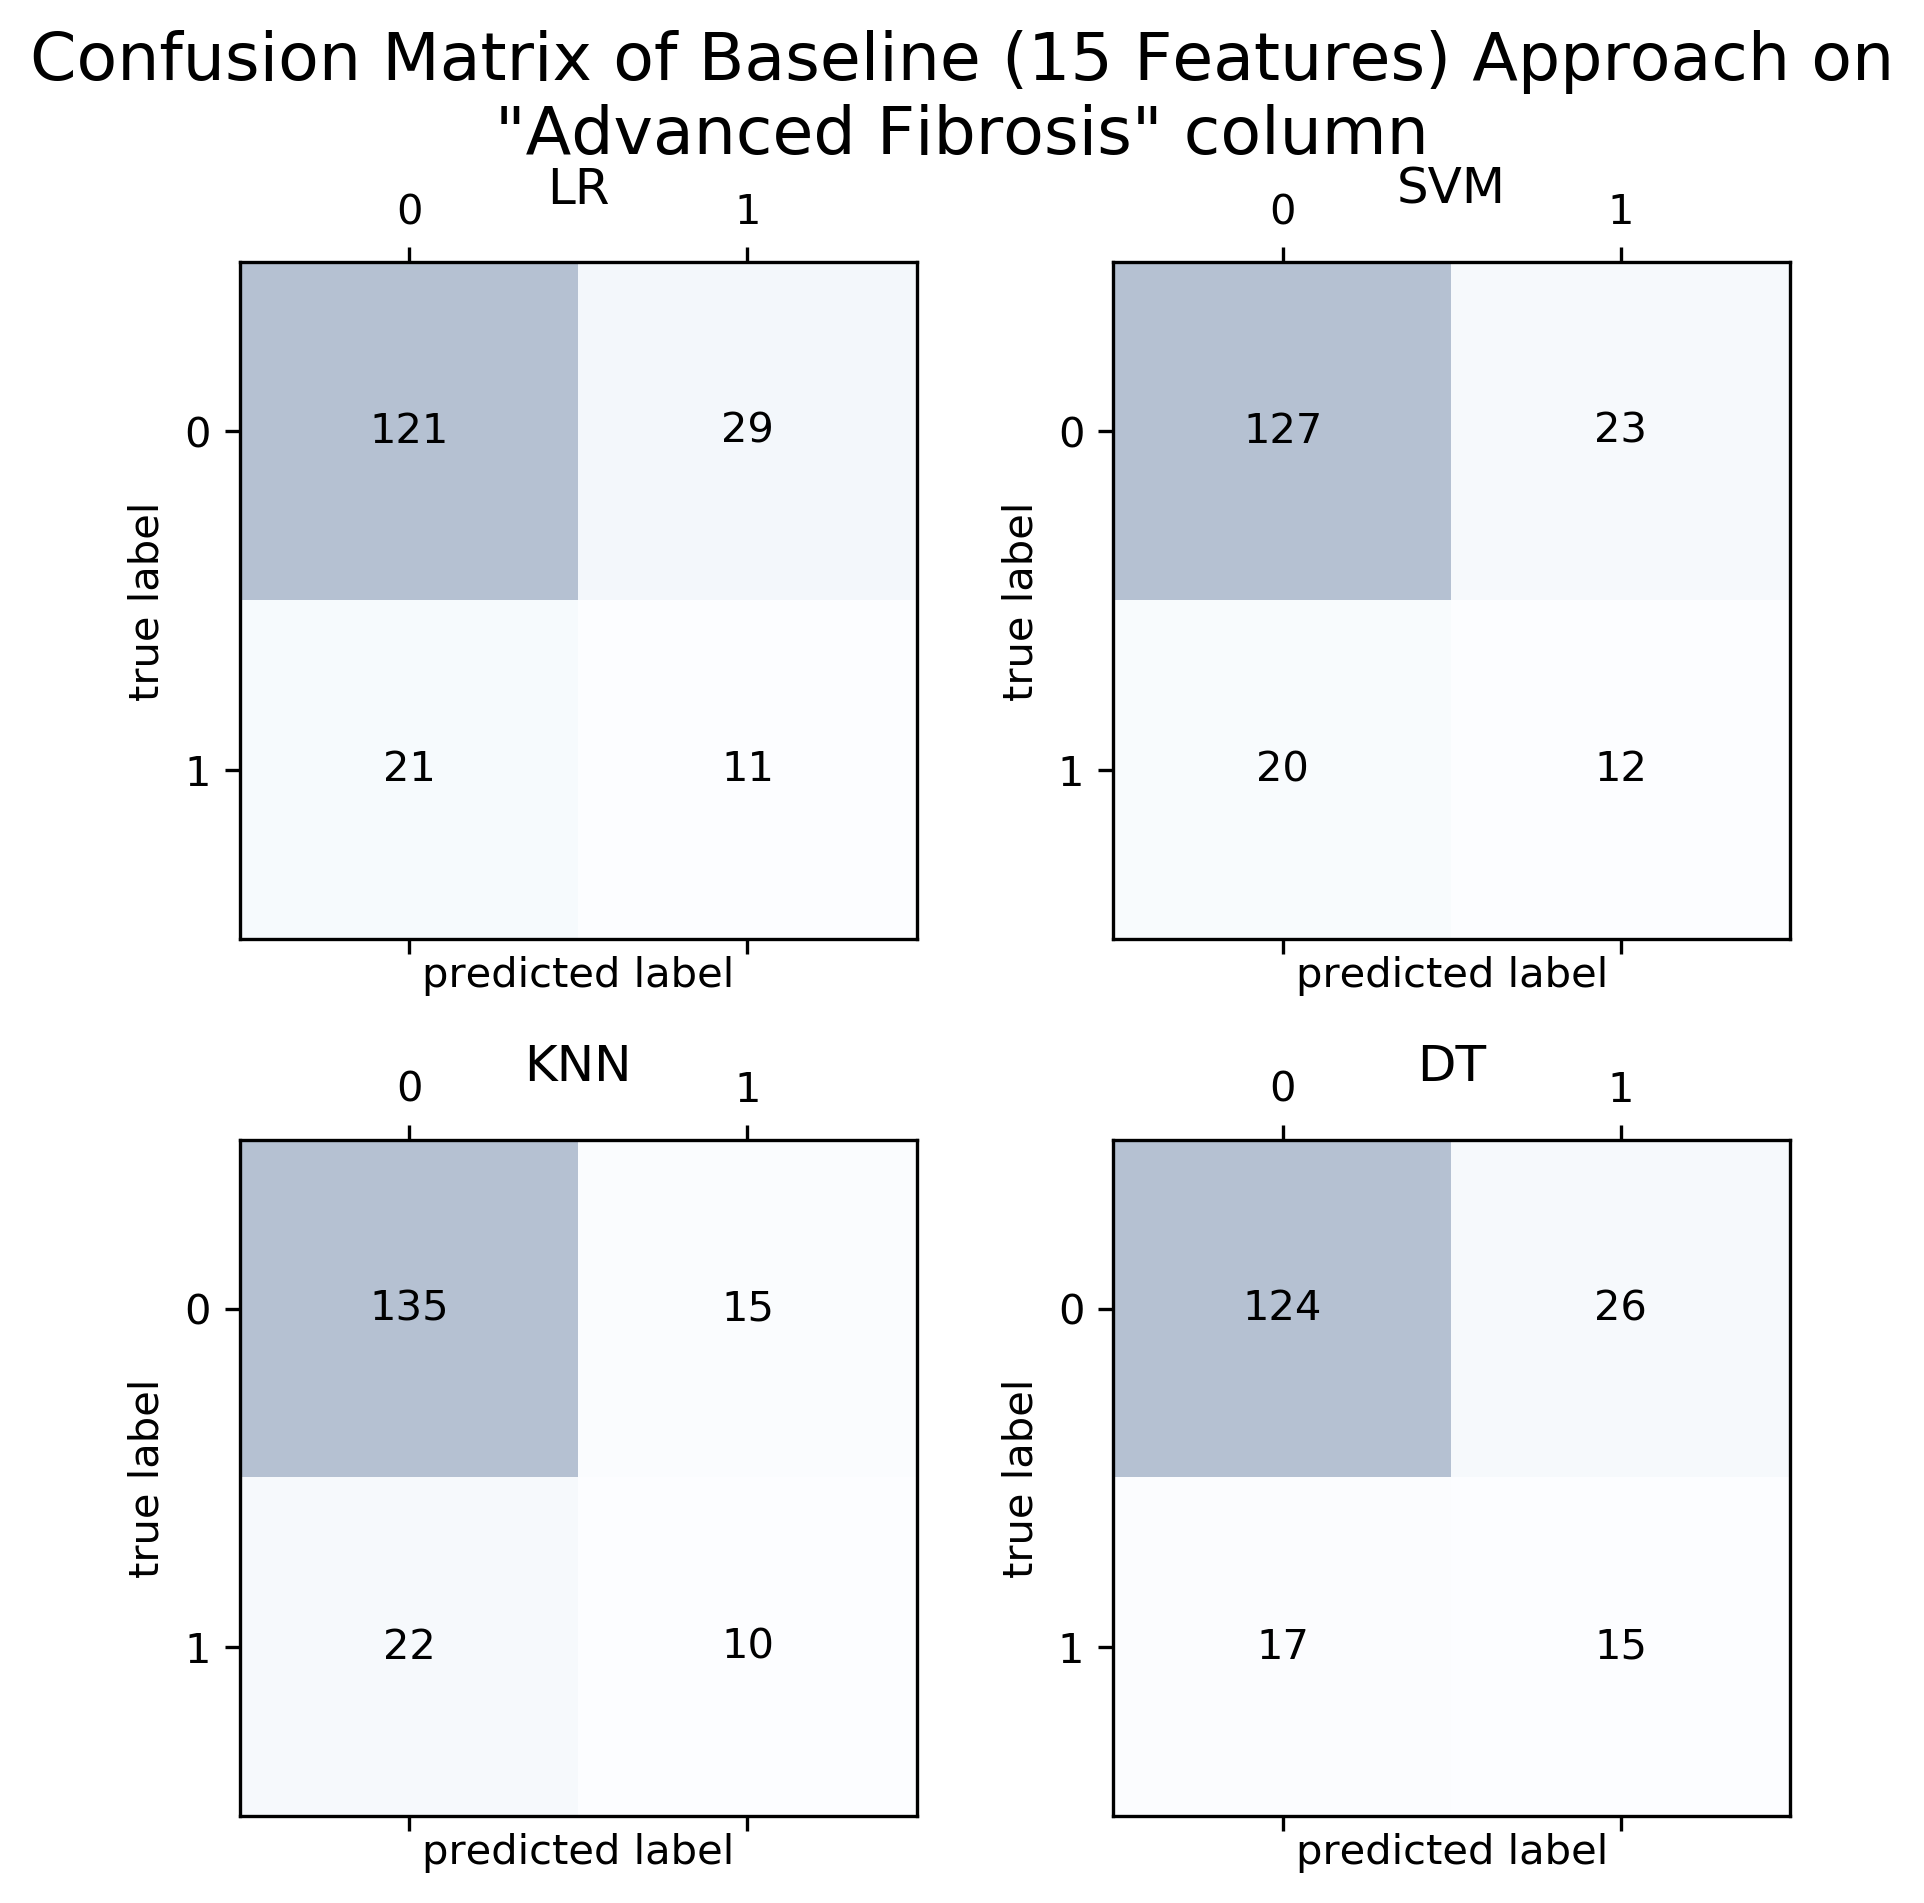 Confusion Matrix of Baseline (15 Features) Approach on
"Advanced Fibrosis" column
LR
0 1
true label
0 121 29
1 21 11
predicted label
SVM
0 1
true label
0 127 23
1 20 12
predicted label
KNN
0 1
true label
0 135 15
1 22 10
predicted label
DT
0 1
true label
0 124 26
1 17 15
predicted label